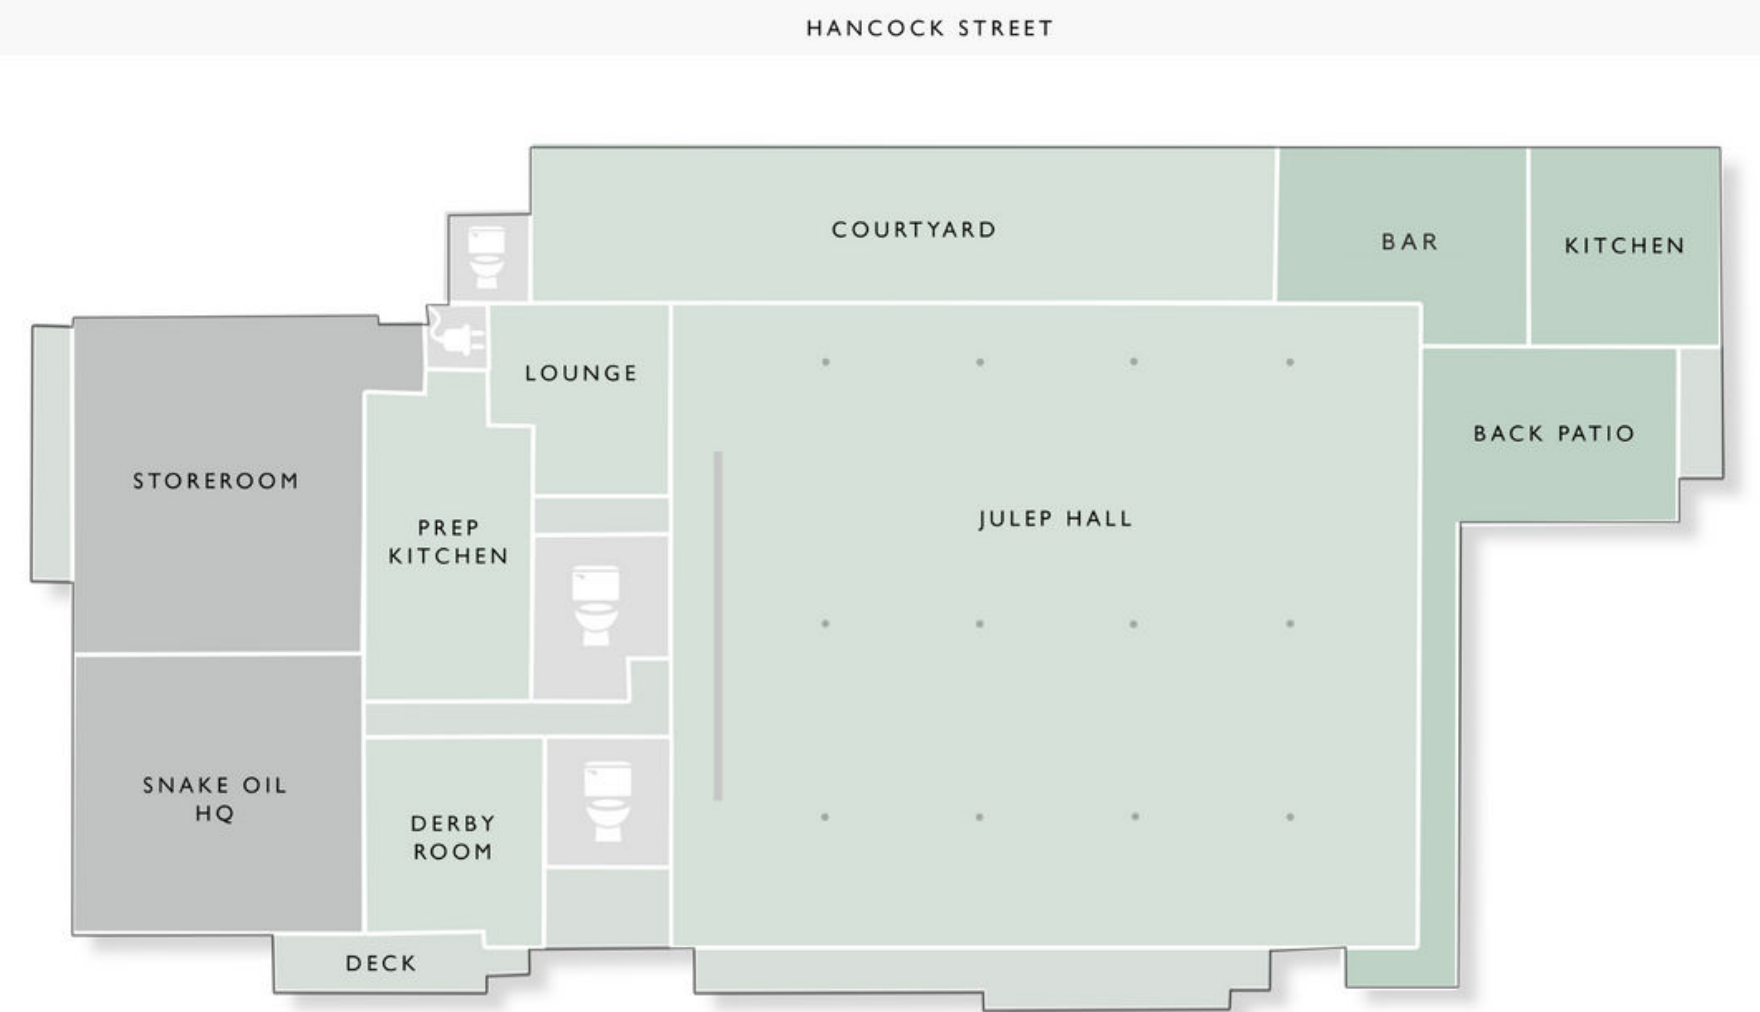 HANCOCK STREET
COURTYARD
BAR
KITCHEN
LOUNGE
BACK PATIO
STOREROOM
PREP
KITCHEN
JULEP HALL
SNAKE OIL
HQ
DERBY
ROOM
DECK